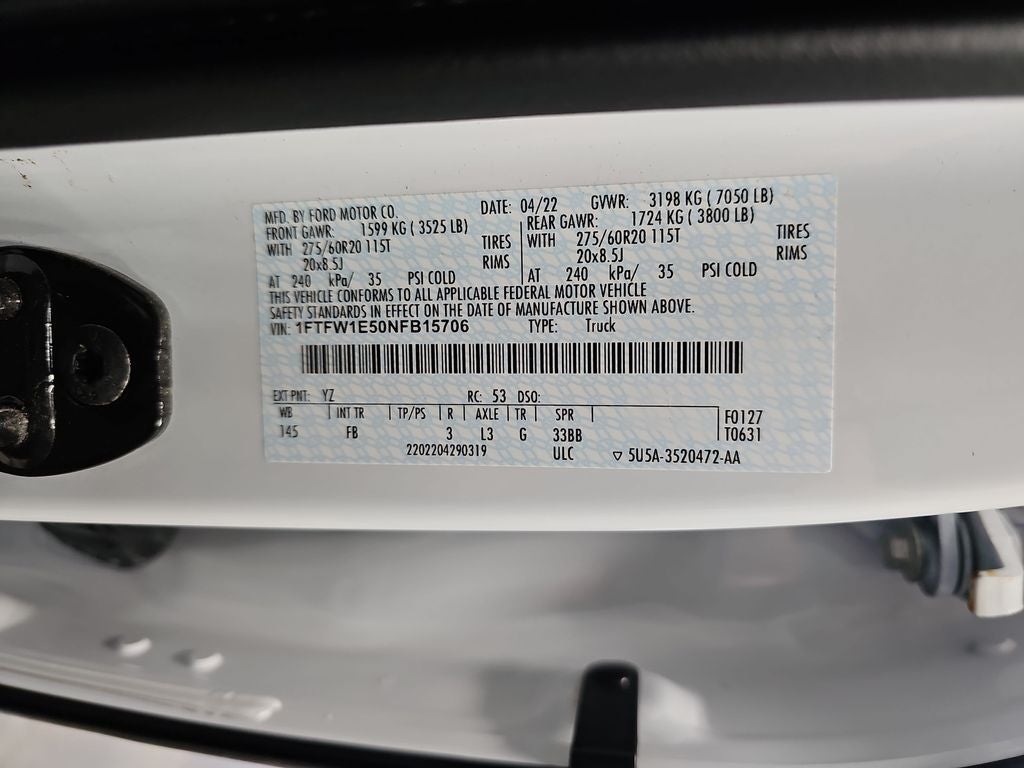 MFD. BY FORD MOTOR CO. DATE: 04/22 GVWR: 3198 KG ( 7050 LB)
FRONT GAWR: 1599 KG ( 3525 LB) REAR GAWR: 1724 KG ( 3800 LB)
WITH 275/60R20 115T TIRES WITH 275/60R20 115T TIRES
20x8.5J RIMS 20x8.5J RIMS
AT 240 kPa/ 35 PSI COLD AT 240 kPa/ 35 PSI COLD
THIS VEHICLE CONFORMS TO ALL APPLICABLE FEDERAL MOTOR VEHICLE
SAFETY STANDARDS IN EFFECT ON THE DATE OF MANUFACTURE SHOWN ABOVE.
VIN: 1FTFW1E50NFB15706 TYPE: Truck
EXT PNT: YZ RC: 53 DSO:
WB INT TR TP/PS R AXLE TR SPR F0127
145 FB 3 L3 G 33BB T0631
2202204290319 ULC ▽ 5U5A-3520472-AA